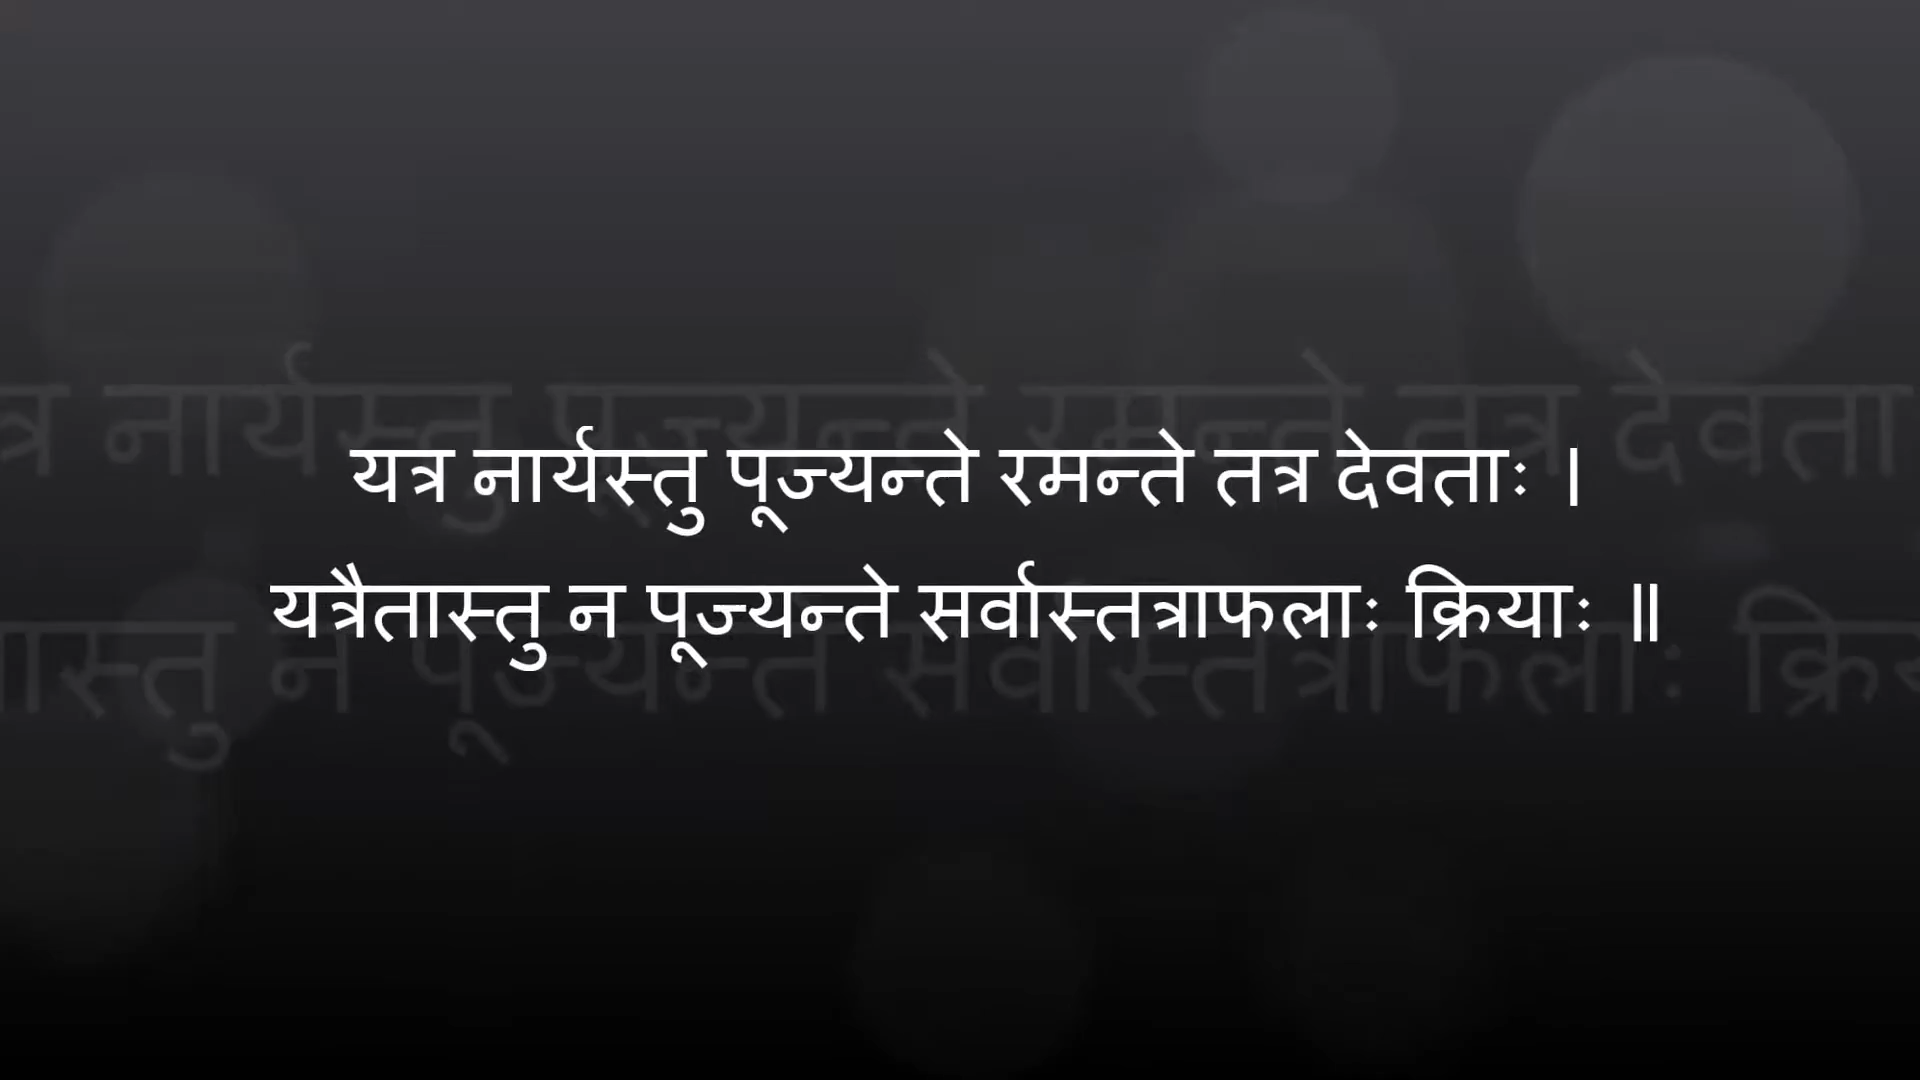 यत्र नार्यस्तु पूज्यन्ते रमन्ते तत्र देवताः ।
यत्रैतास्तु न पूज्यन्ते सर्वास्तत्राफलाः क्रियाः ॥